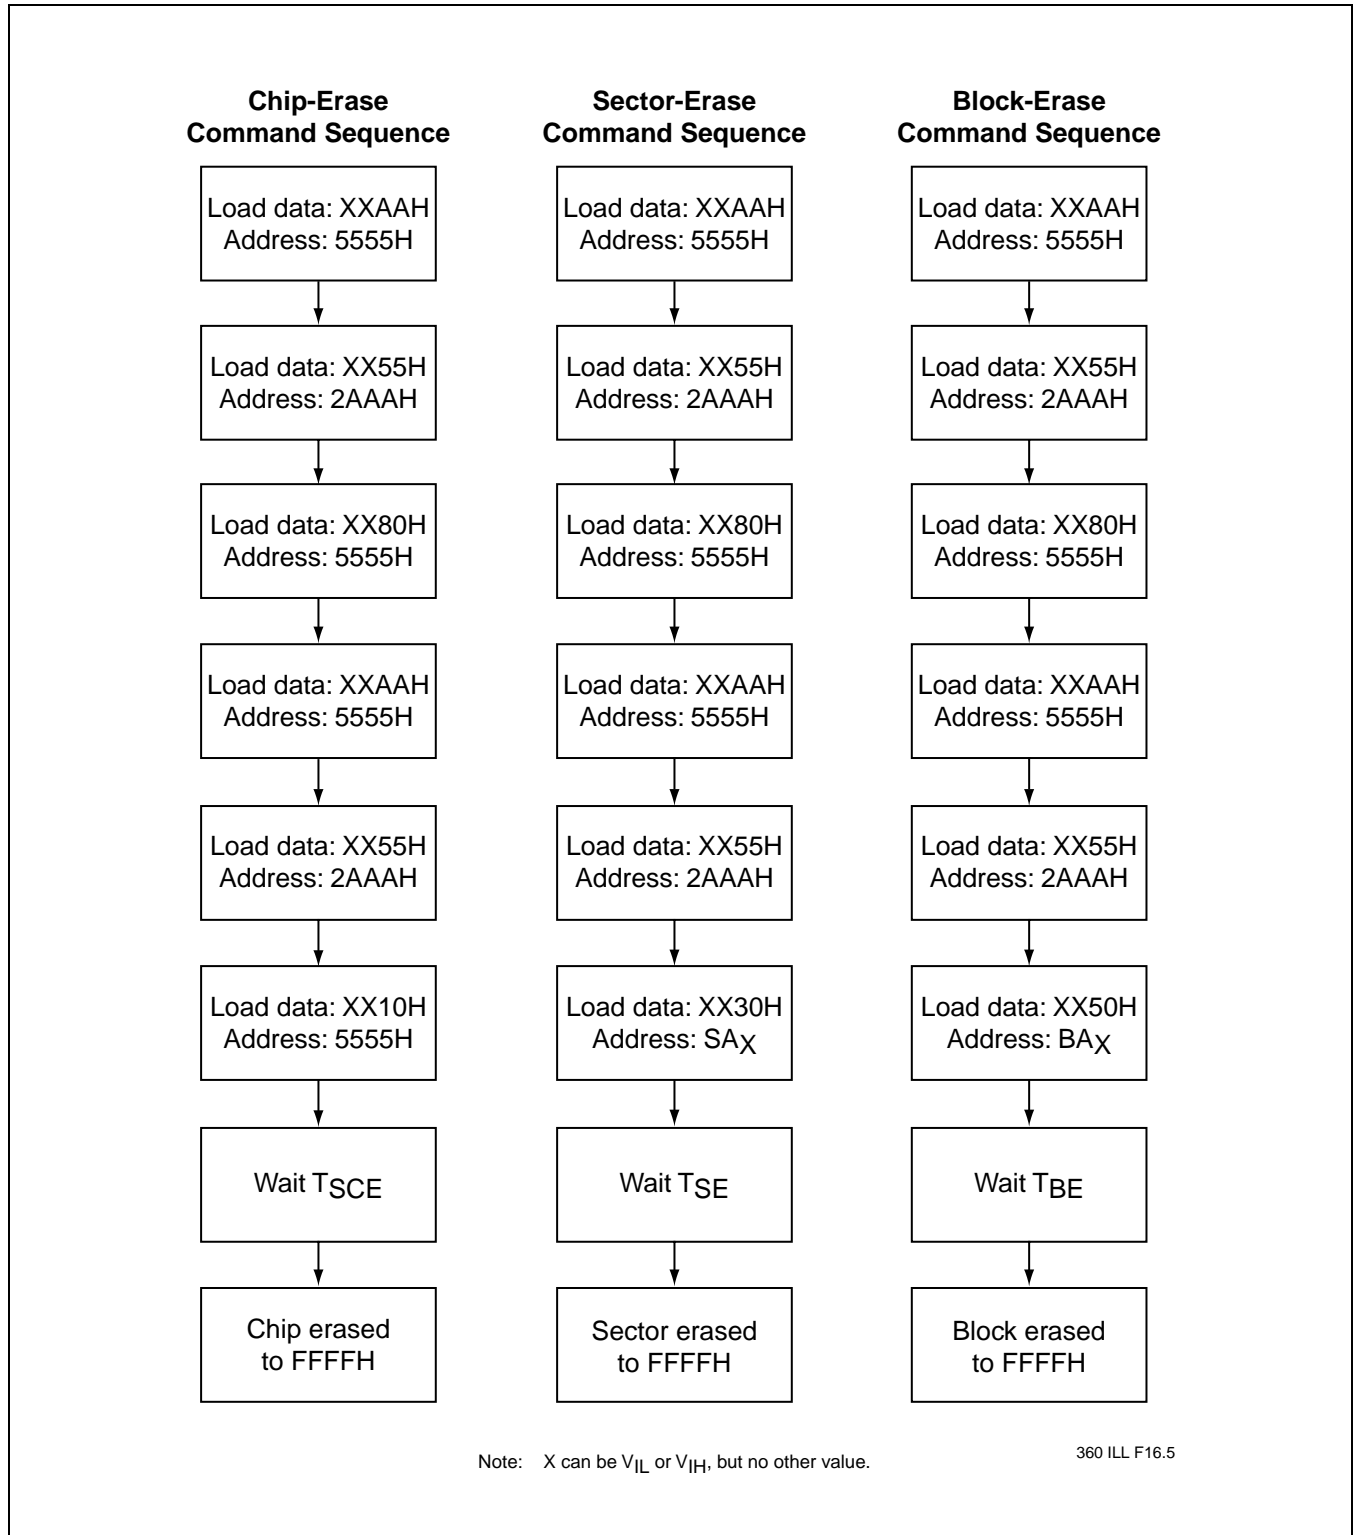 Chip-Erase
Command Sequence
Load data: XXAAH
Address: 5555H
Load data: XX55H
Address: 2AAAH
Load data: XX80H
Address: 5555H
Load data: XXAAH
Address: 5555H
Load data: XX55H
Address: 2AAAH
Load data: XX10H
Address: 5555H
Wait TSCE
Chip erased
to FFFFH
Sector-Erase
Command Sequence
Load data: XXAAH
Address: 5555H
Load data: XX55H
Address: 2AAAH
Load data: XX80H
Address: 5555H
Load data: XXAAH
Address: 5555H
Load data: XX55H
Address: 2AAAH
Load data: XX30H
Address: SAX
Wait TSE
Sector erased
to FFFFH
Block-Erase
Command Sequence
Load data: XXAAH
Address: 5555H
Load data: XX55H
Address: 2AAAH
Load data: XX80H
Address: 5555H
Load data: XXAAH
Address: 5555H
Load data: XX55H
Address: 2AAAH
Load data: XX50H
Address: BAX
Wait TBE
Block erased
to FFFFH
Note: X can be VIL or VIH, but no other value.
360 ILL F16.5